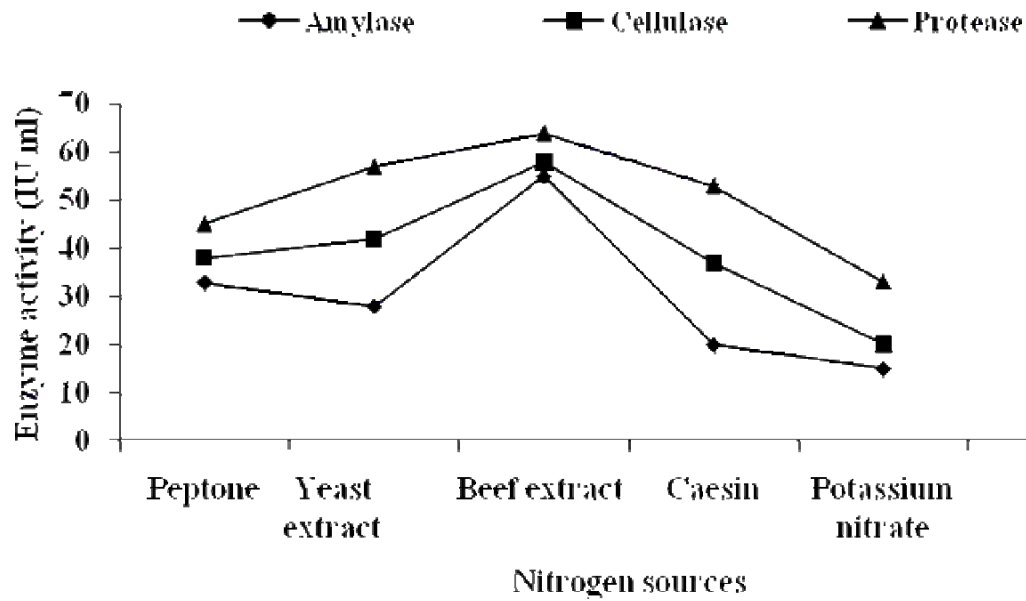 Amylase Cellulase Protease
Enzyme activity (IU ml)
70
60
50
40
30
20
10
0
Peptone Yeast extract Beef extract Caesin Potassium nitrate
Nitrogen sources